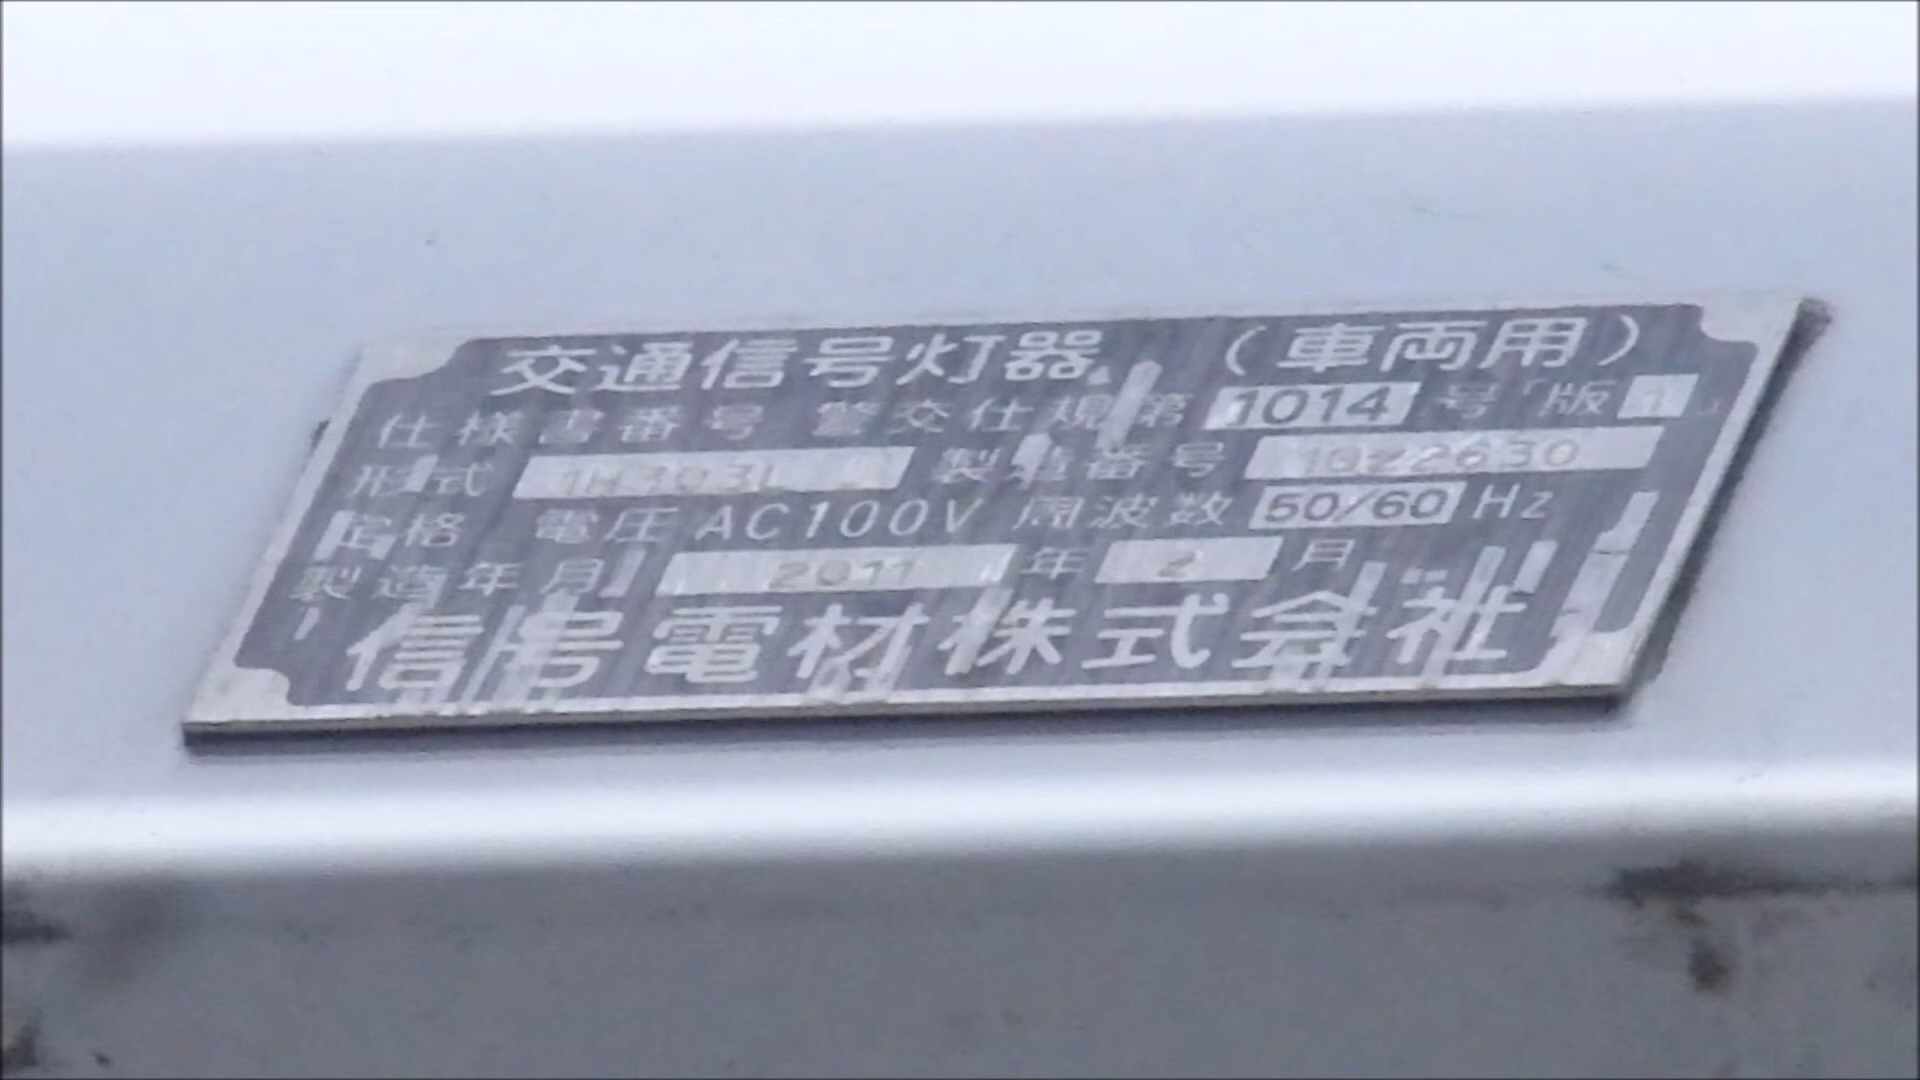 交通信号灯器 (車両用)
仕様書番号 警交仕規第 1014 号「版 1」
形式 製造番号 1022630
定格 電圧 AC100V 周波数 50/60 Hz
製造年月 2011 年 2 月
信号電材株式会社